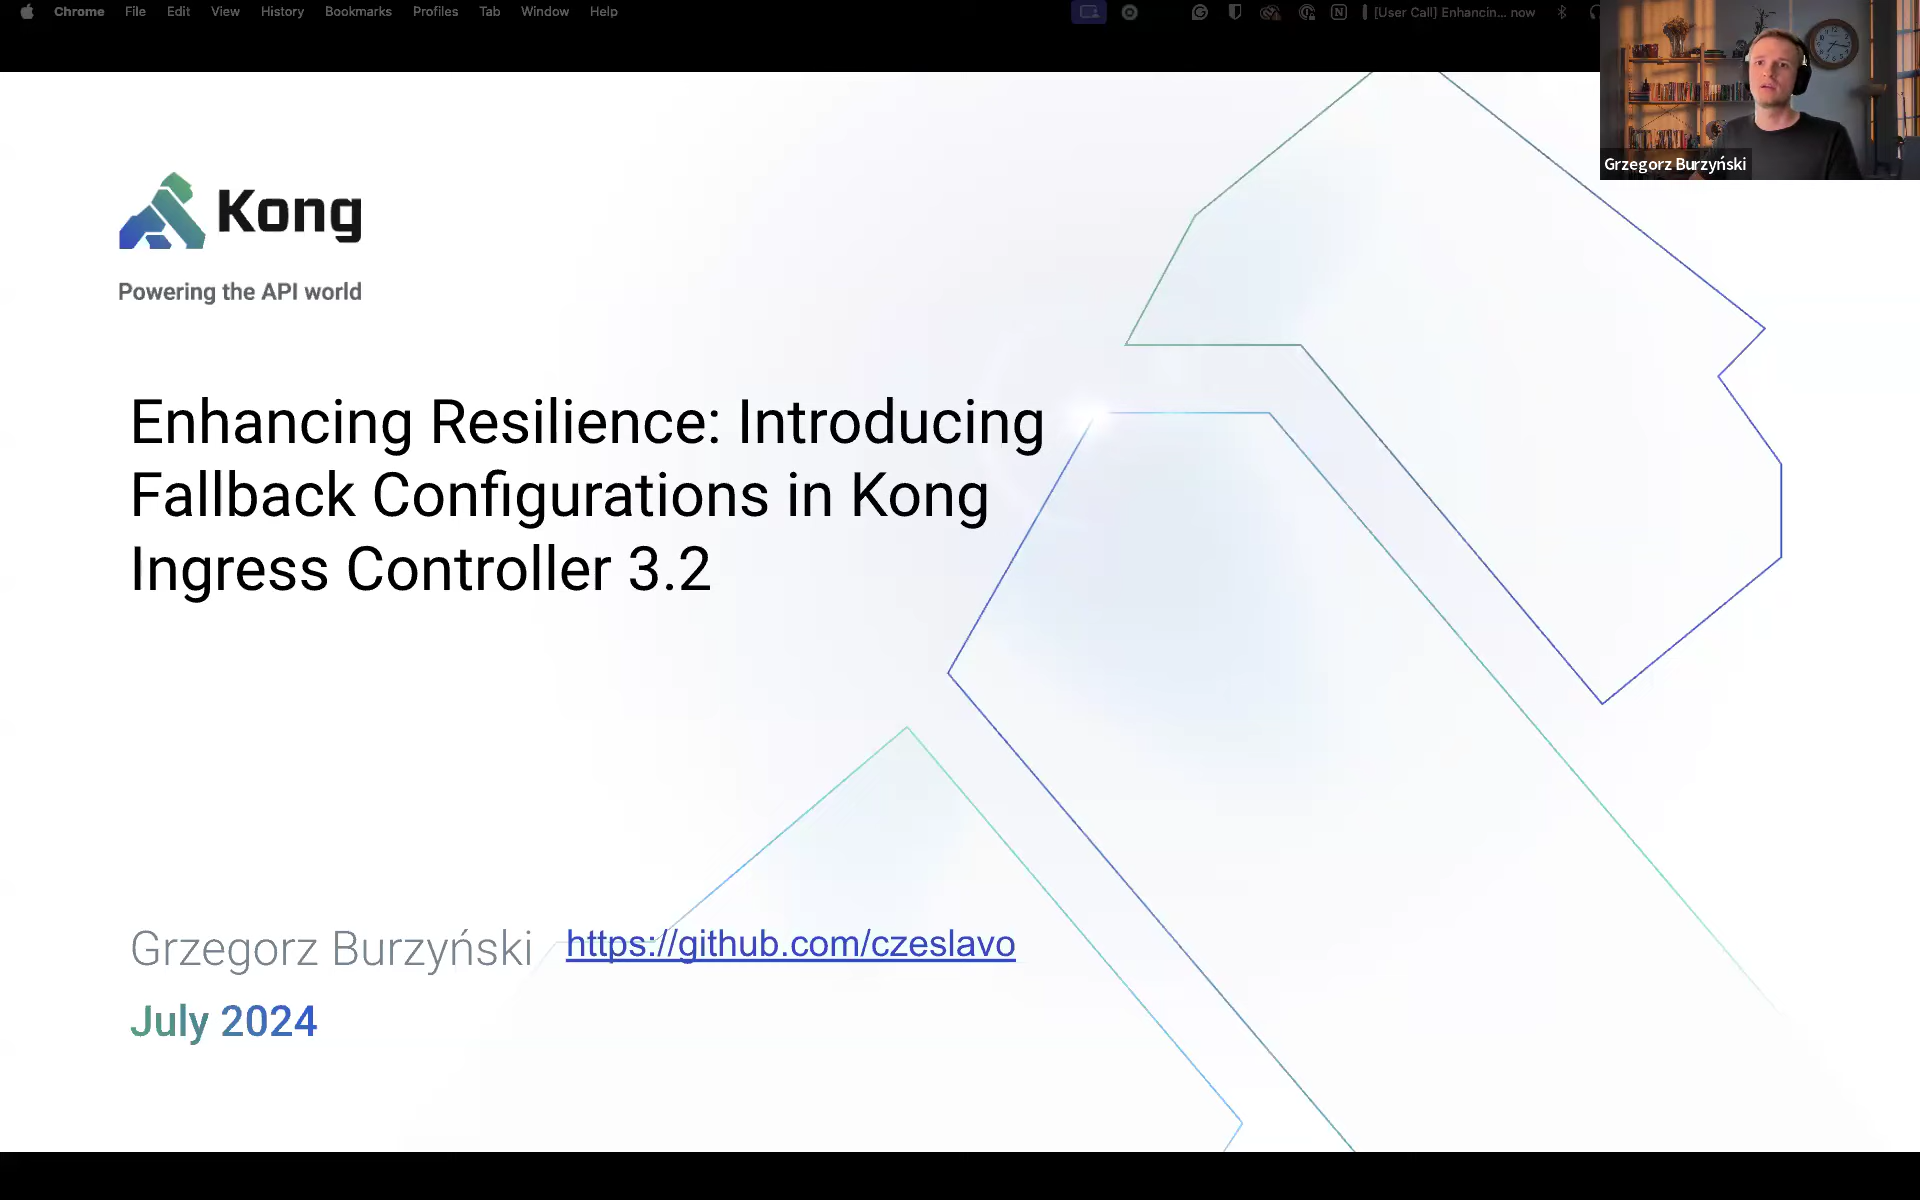 Chrome File Edit View History Bookmarks Profiles Tab Window Help [User Call] Enhancin... now
Grzegorz Burzyński
Kong
Powering the API world
Enhancing Resilience: Introducing
Fallback Configurations in Kong
Ingress Controller 3.2
Grzegorz Burzyński https://github.com/czeslavo
July 2024